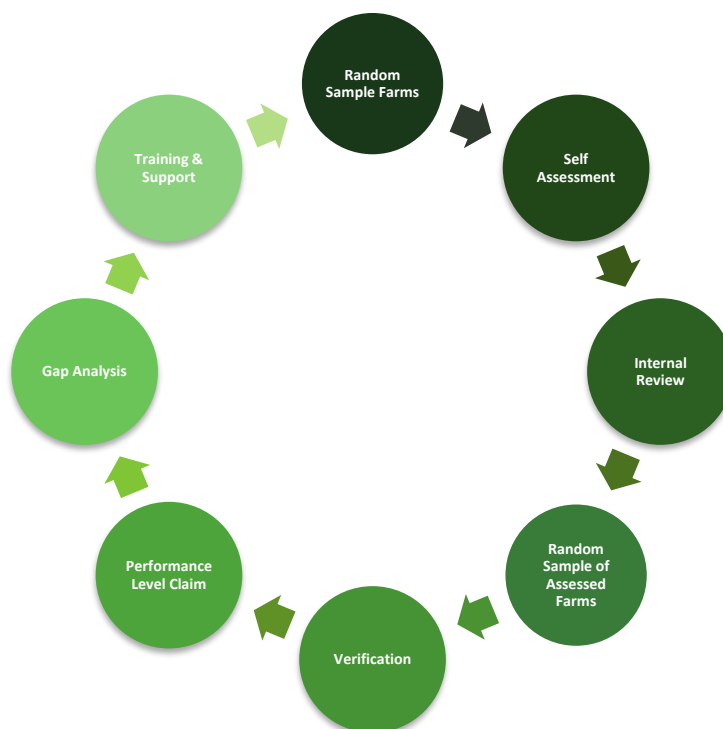 Random
Sample Farms
Self
Assessment
Internal
Review
Random
Sample of
Assessed
Farms
Verification
Performance
Level Claim
Gap Analysis
Training &
Support